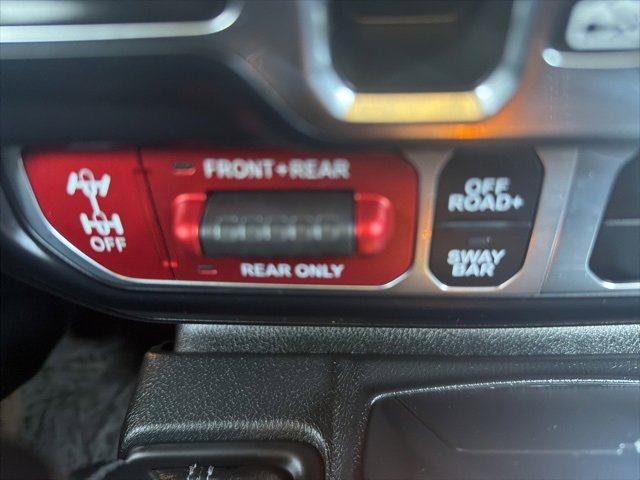 FRONT+REAR
OFF
REAR ONLY
OFF
ROAD+
SWAY
BAR